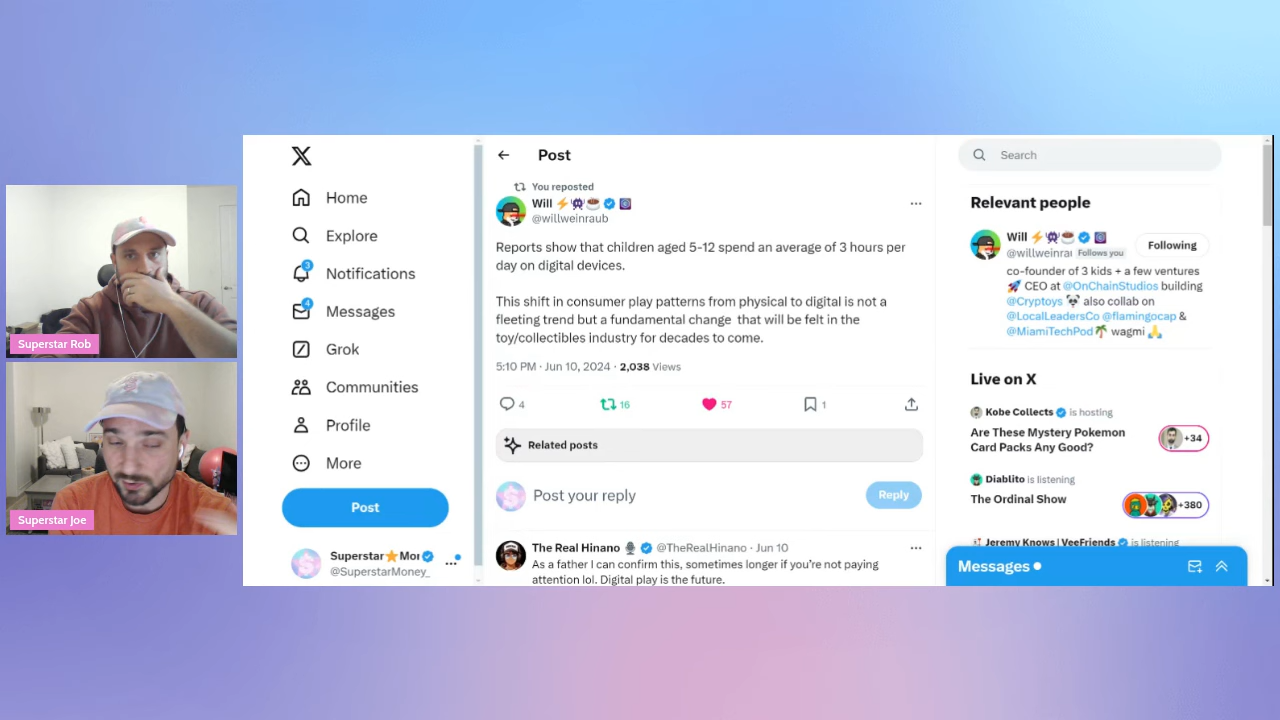 Superstar Rob
Superstar Joe
Home
Explore
3
Notifications
4
Messages
Grok
Communities
Profile
More
Post
Superstar⭐Mor
@SuperstarMoney_
Post
You reposted
Will ⚡👾☕
@willweinraub
Reports show that children aged 5-12 spend an average of 3 hours per
day on digital devices.
This shift in consumer play patterns from physical to digital is not a
fleeting trend but a fundamental change that will be felt in the
toy/collectibles industry for decades to come.
5:10 PM · Jun 10, 2024 · 2,038 Views
4 16 57 1
Related posts
Post your reply
Reply
The Real Hinano 🎙️ @TheRealHinano · Jun 10
As a father I can confirm this, sometimes longer if you're not paying
attention lol. Digital play is the future.
Search
Relevant people
Will ⚡👾☕
@willweinrau Follows you
Following
co-founder of 3 kids + a few ventures
🚀 CEO at @OnChainStudios building
@Cryptoys 🐼 also collab on
@LocalLeadersCo @flamingocap &
@MiamiTechPod🌴 wagmi 🙏
Live on X
Kobe Collects is hosting
Are These Mystery Pokemon
Card Packs Any Good?
+34
Diablito is listening
The Ordinal Show
+380
Jeremy Knows | VeeFriends is listening
Messages